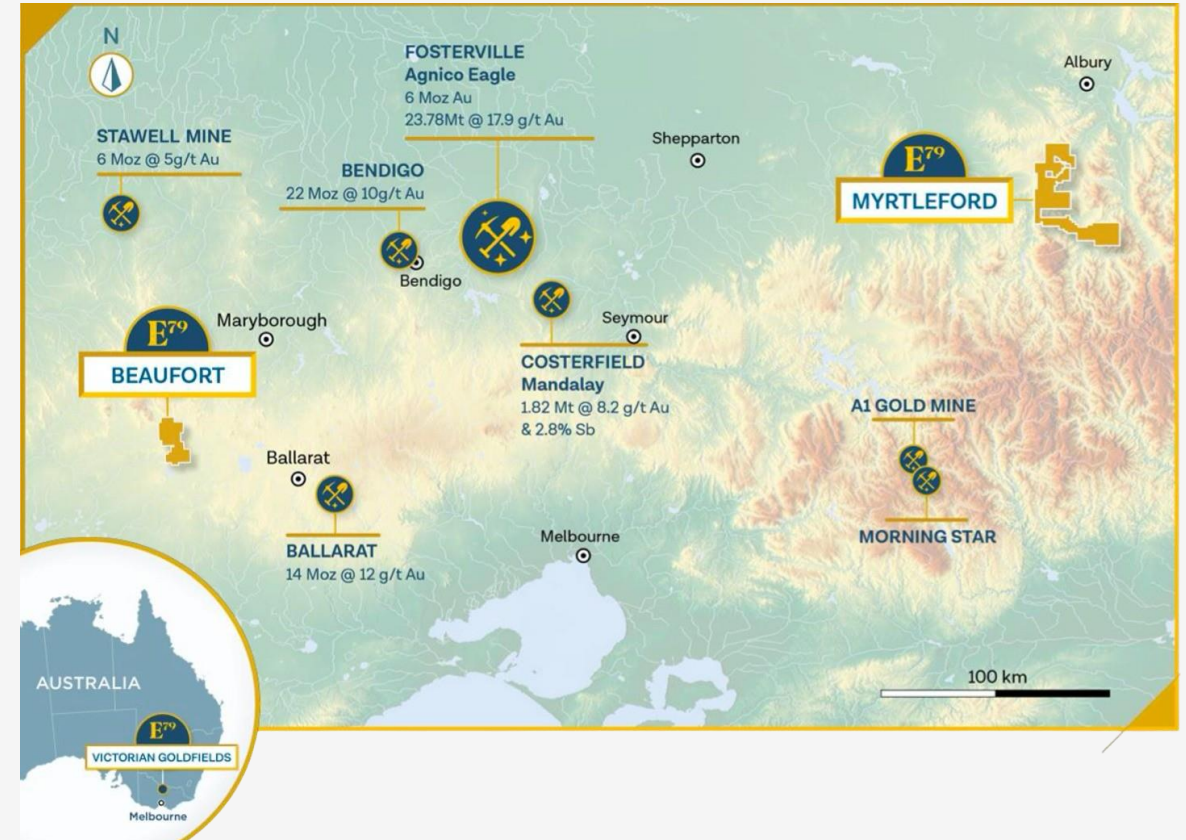 N
FOSTERVILLE
Agnico Eagle
6 Moz Au
23.78Mt @ 17.9 g/t Au
Albury
STAWELL MINE
6 Moz @ 5g/t Au
BENDIGO
22 Moz @ 10g/t Au
Shepparton
E79
MYRTLEFORD
Bendigo
E79
BEAUFORT
Maryborough
Seymour
COSTERFIELD
Mandalay
1.82 Mt @ 8.2 g/t Au
& 2.8% Sb
A1 GOLD MINE
Ballarat
BALLARAT
14 Moz @ 12 g/t Au
Melbourne
MORNING STAR
100 km
AUSTRALIA
E79
VICTORIAN GOLDFIELDS
Melbourne